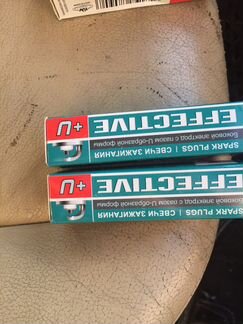 SPARK PLUGS | СВЕЧИ ЗАЖИГАНИЯ
Боковой электрод с пазом U-образной формы
EFFECTIVE +U
SPARK PLUGS | СВЕЧИ ЗАЖИГАНИЯ
Боковой электрод с пазом U-образной формы
EFFECTIVE +U